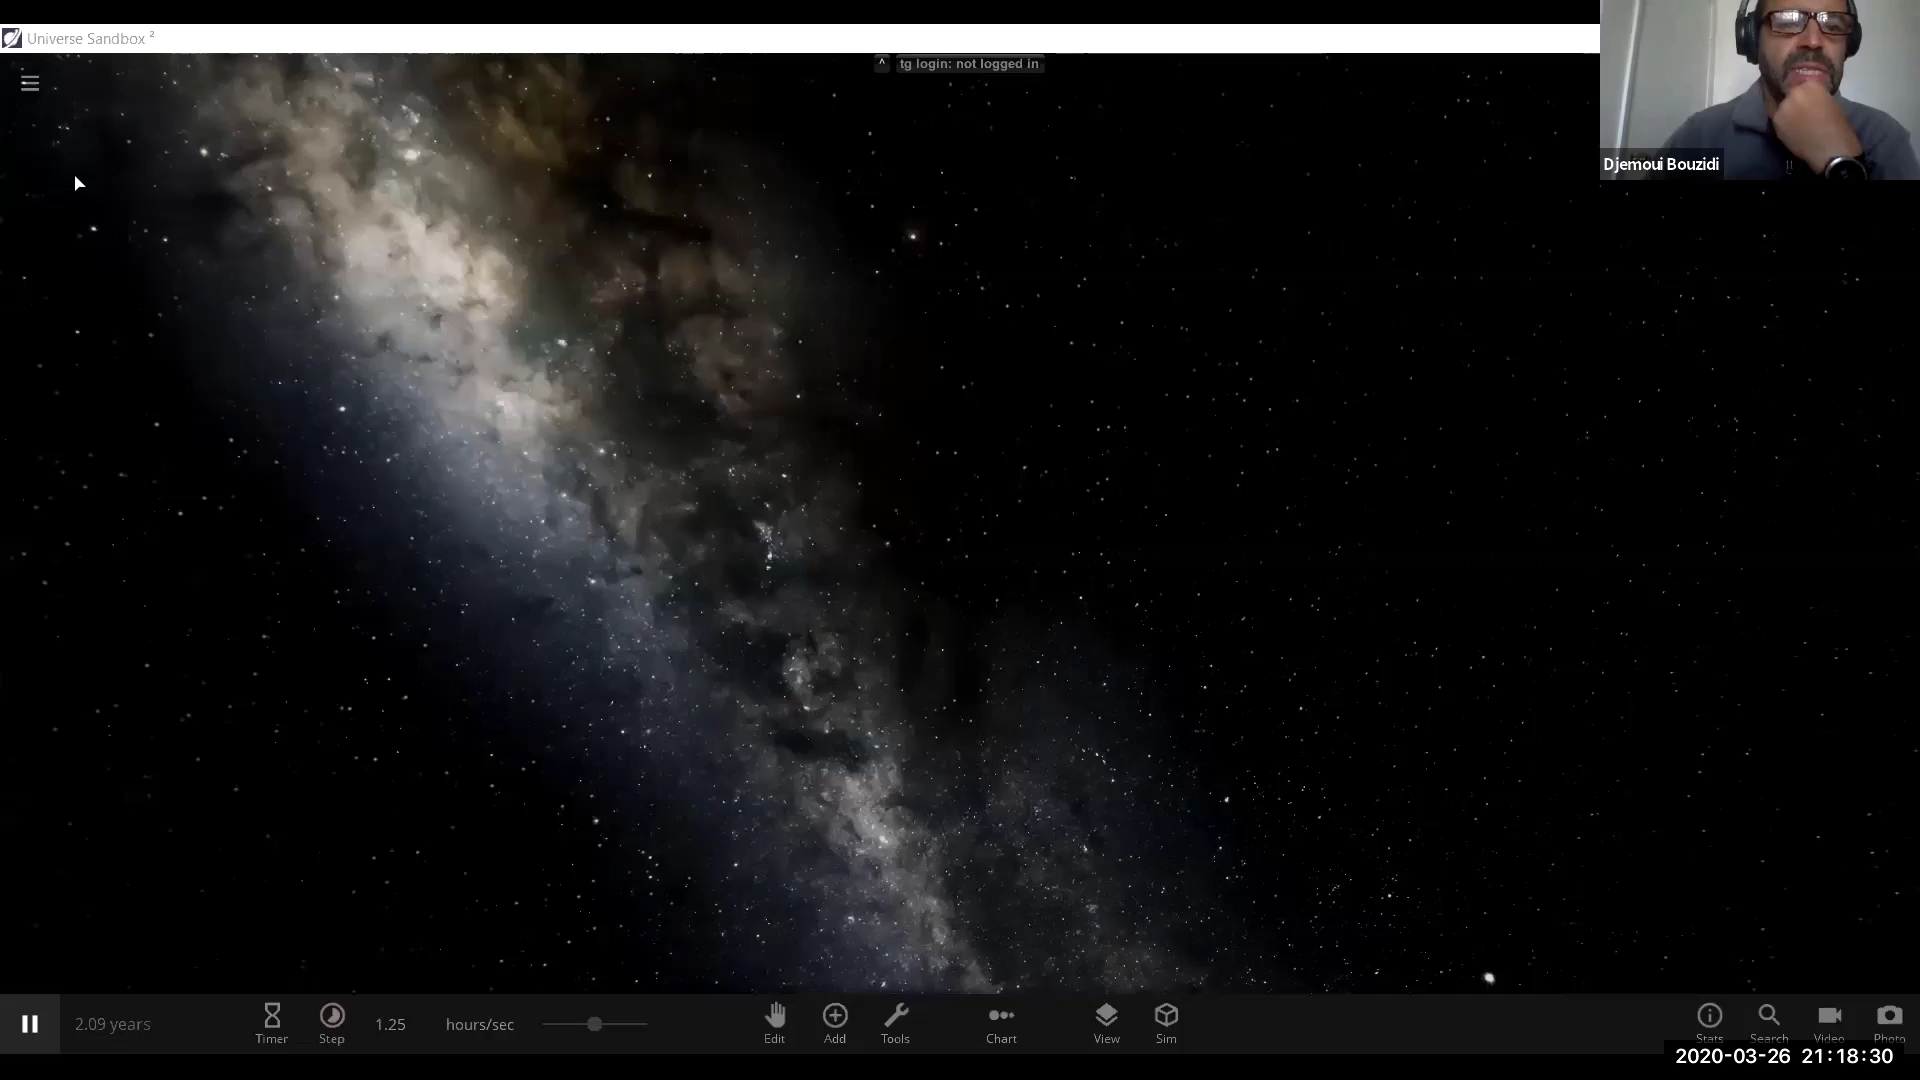 Universe Sandbox ²
^ tg login: not logged in
Djemoui Bouzidi
2.09 years
Timer
Step
1.25 hours/sec
Edit
Add
Tools
Chart
View
Sim
Stats
Search
Video
Photo
2020-03-26 21:18:30